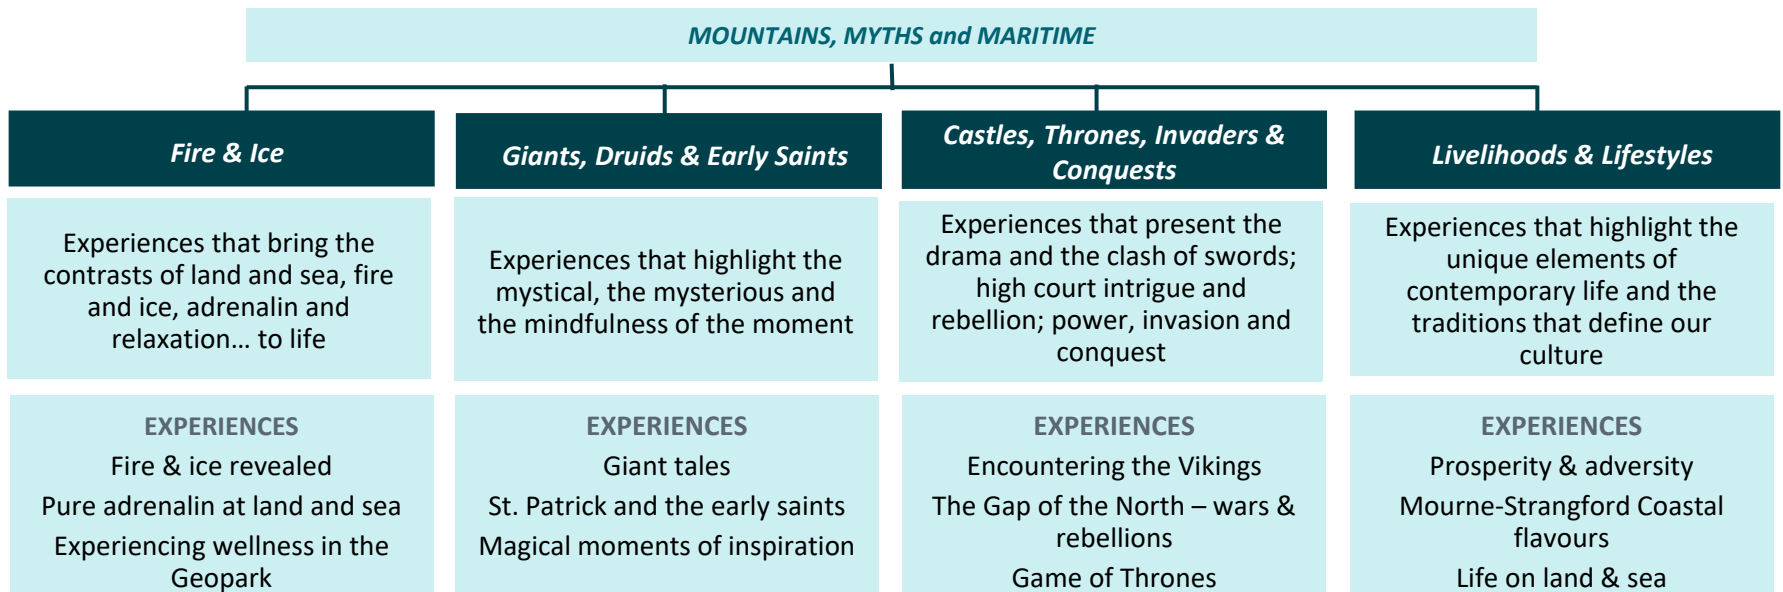 MOUNTAINS, MYTHS and MARITIME
Fire & Ice
Experiences that bring the
contrasts of land and sea, fire
and ice, adrenalin and
relaxation... to life
EXPERIENCES
Fire & ice revealed
Pure adrenalin at land and sea
Experiencing wellness in the
Geopark
Giants, Druids & Early Saints
Experiences that highlight the
mystical, the mysterious and
the mindfulness of the moment
EXPERIENCES
Giant tales
St. Patrick and the early saints
Magical moments of inspiration
Castles, Thrones, Invaders &
Conquests
Experiences that present the
drama and the clash of swords;
high court intrigue and
rebellion; power, invasion and
conquest
EXPERIENCES
Encountering the Vikings
The Gap of the North – wars &
rebellions
Game of Thrones
Livelihoods & Lifestyles
Experiences that highlight the
unique elements of
contemporary life and the
traditions that define our
culture
EXPERIENCES
Prosperity & adversity
Mourne-Strangford Coastal
flavours
Life on land & sea